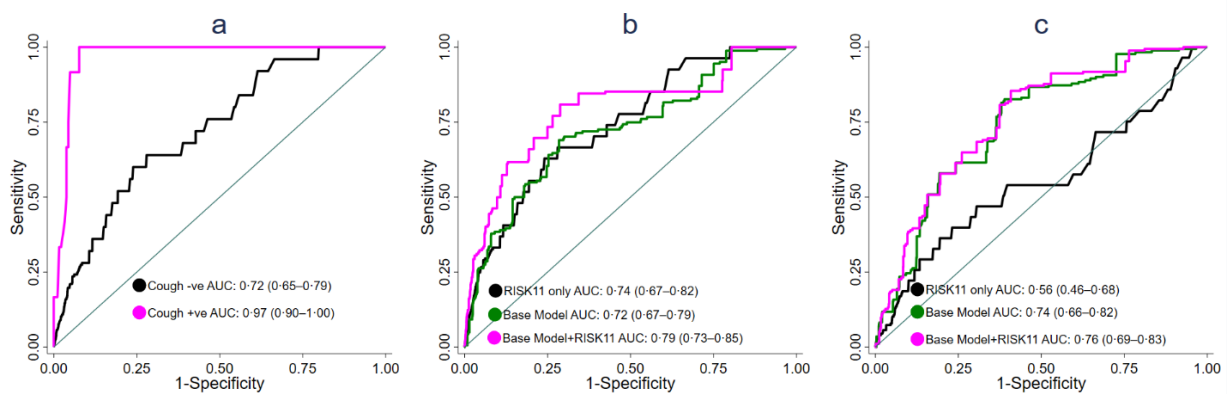 a
1.00
0.75
0.50
0.25
0.00
Sensitivity
Cough -ve AUC: 0·72 (0·65–0·79)
Cough +ve AUC: 0·97 (0·90–1·00)
0.00 0.25 0.50 0.75 1.00
1-Specificity
b
1.00
0.75
0.50
0.25
0.00
Sensitivity
RISK11 only AUC: 0·74 (0·67–0·82)
Base Model AUC: 0·72 (0·67–0·79)
Base Model+RISK11 AUC: 0·79 (0·73–0·85)
0.00 0.25 0.50 0.75 1.00
1-Specificity
c
1.00
0.75
0.50
0.25
0.00
Sensitivity
RISK11 only AUC: 0·56 (0.46–0·68)
Base Model AUC: 0·74 (0·66–0·82)
Base Model+RISK11 AUC: 0·76 (0·69–0·83)
0.00 0.25 0.50 0.75 1.00
1-Specificity